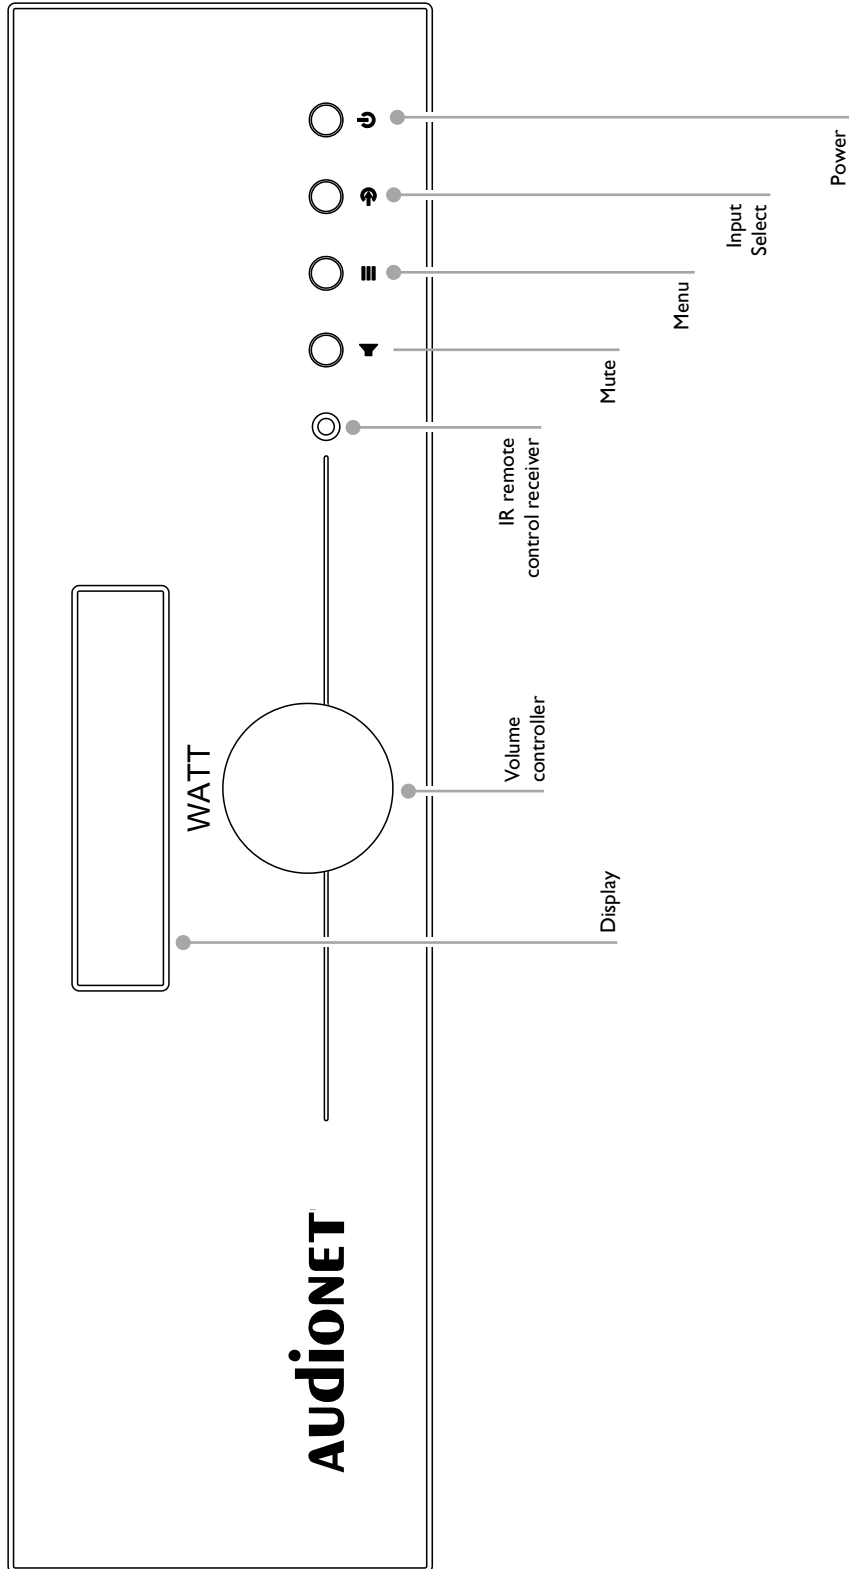 WATT
AUdioNET
Display
Volume
controller
IR remote
control receiver
Mute
Menu
Input
Select
Power